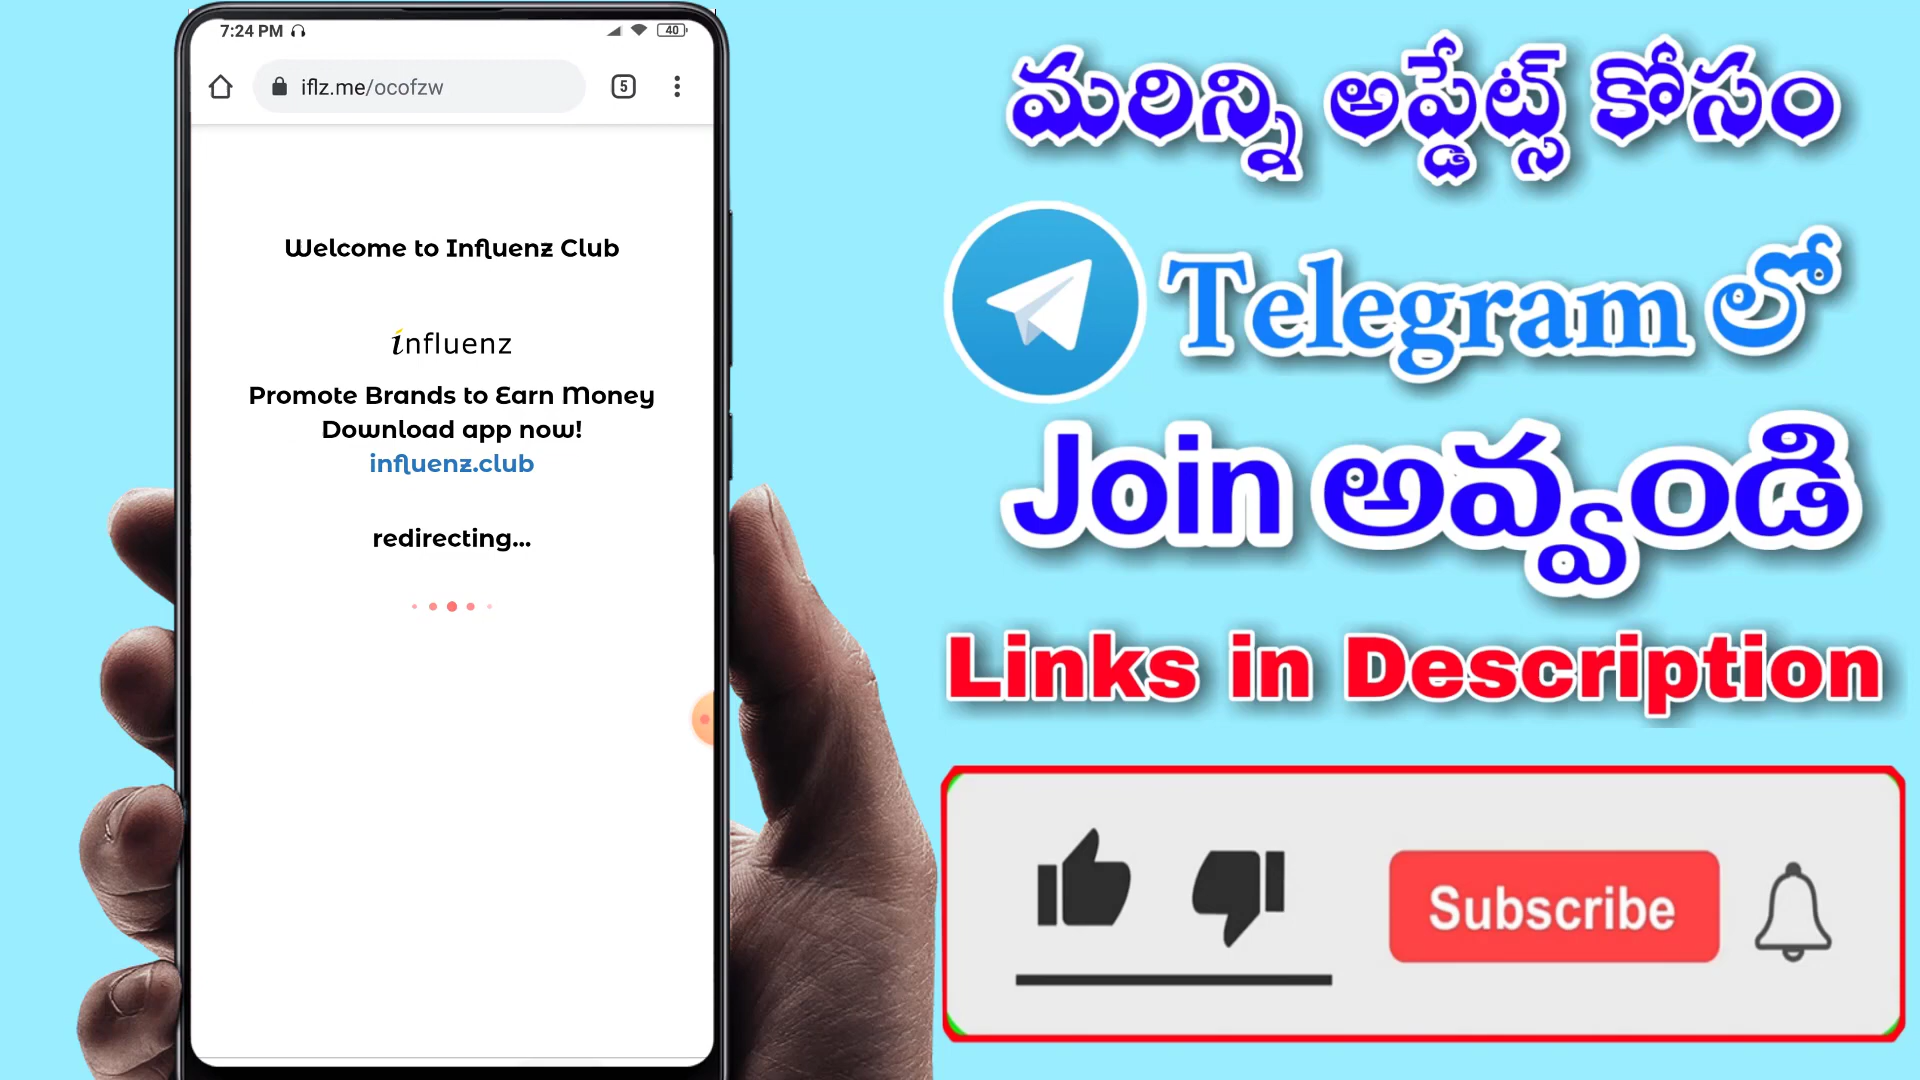 7:24 PM
40
iflz.me/ocofzw
5
Welcome to Influenz Club
influenz
Promote Brands to Earn Money
Download app now!
influenz.club
redirecting...
మరిన్ని అప్డేట్స్ కోసం
Telegram లో
Join అవ్వండి
Links in Description
Subscribe